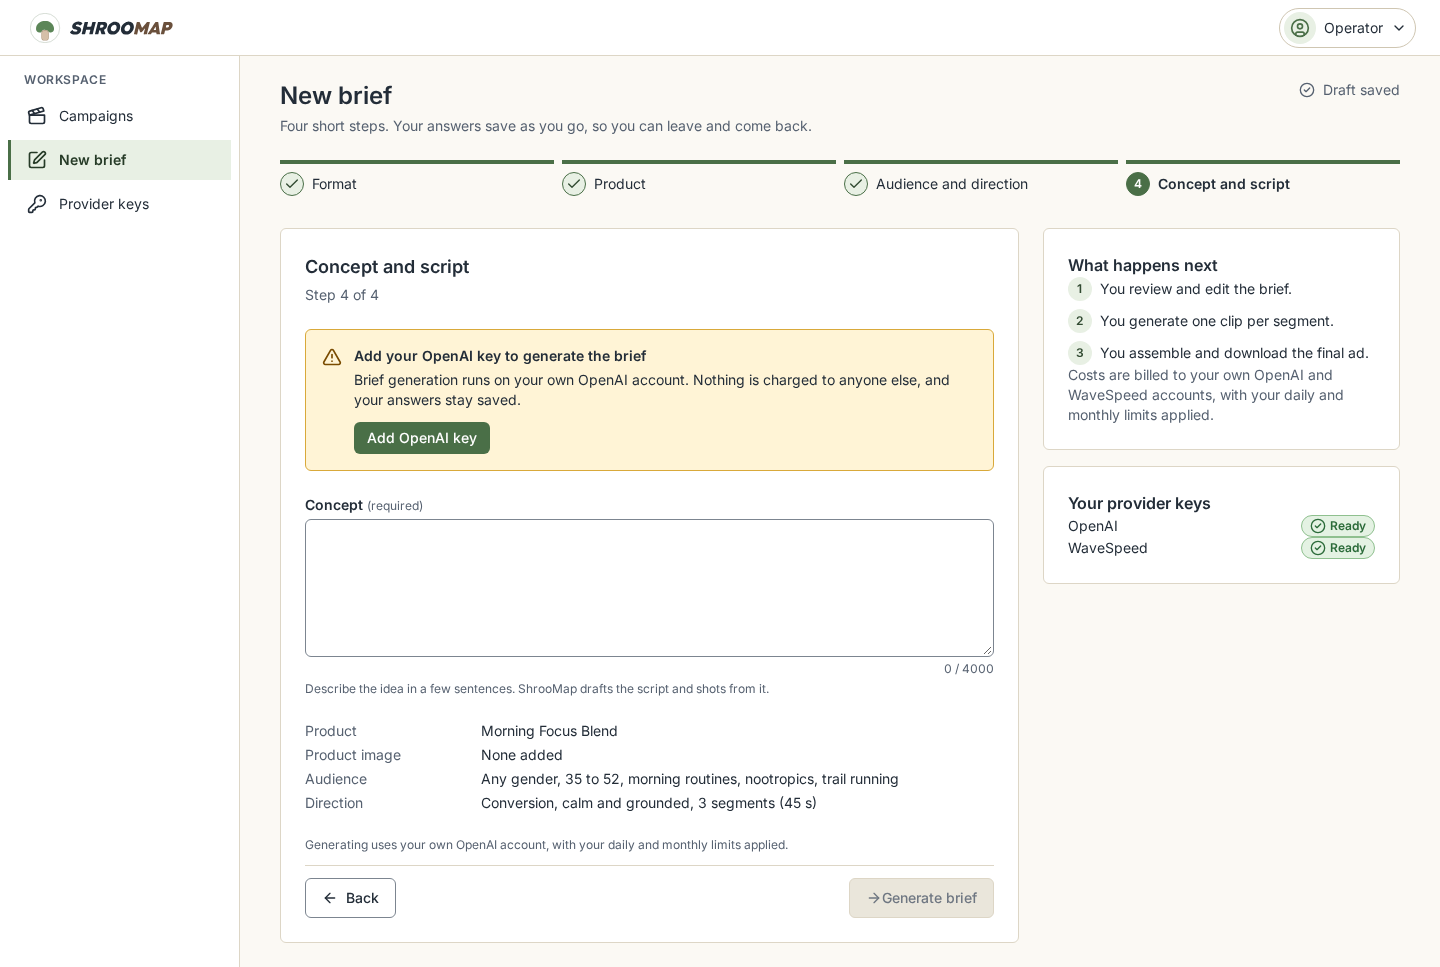 SHROOMAP
Operator
WORKSPACE
Campaigns
New brief
Provider keys
New brief
Draft saved
Four short steps. Your answers save as you go, so you can leave and come back.
Format
Product
Audience and direction
4 Concept and script
Concept and script
Step 4 of 4
Add your OpenAI key to generate the brief
Brief generation runs on your own OpenAI account. Nothing is charged to anyone else, and
your answers stay saved.
Add OpenAI key
Concept (required)
0 / 4000
Describe the idea in a few sentences. ShrooMap drafts the script and shots from it.
Product Morning Focus Blend
Product image None added
Audience Any gender, 35 to 52, morning routines, nootropics, trail running
Direction Conversion, calm and grounded, 3 segments (45 s)
Generating uses your own OpenAI account, with your daily and monthly limits applied.
Back
Generate brief
What happens next
1 You review and edit the brief.
2 You generate one clip per segment.
3 You assemble and download the final ad.
Costs are billed to your own OpenAI and
WaveSpeed accounts, with your daily and
monthly limits applied.
Your provider keys
OpenAI Ready
WaveSpeed Ready